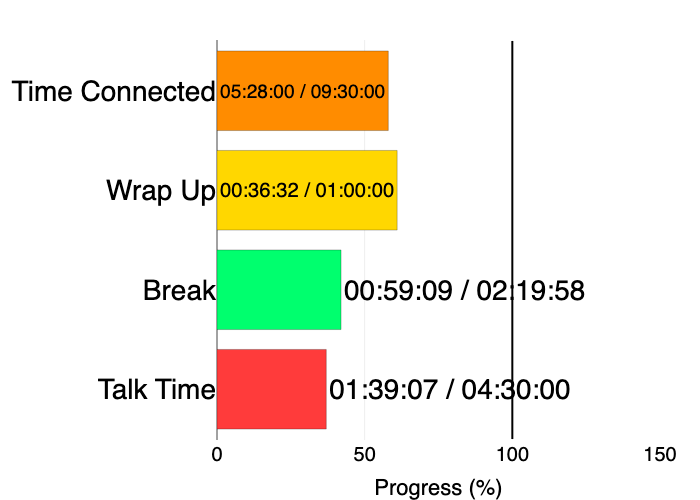 Time Connected 05:28:00 / 09:30:00
Wrap Up 00:36:32 / 01:00:00
Break 00:59:09 / 02:19:58
Talk Time 01:39:07 / 04:30:00
0 50 100 150
Progress (%)